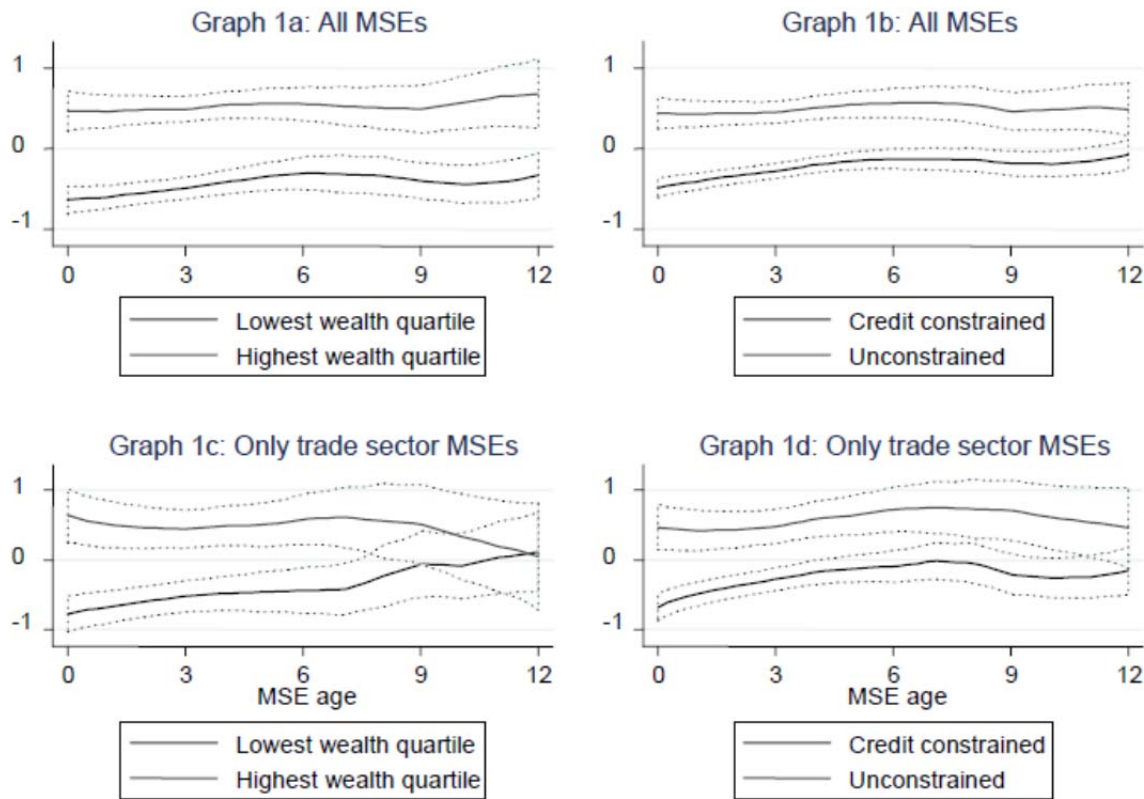 Graph 1a: All MSEs
1
0
-1
0 3 6 9 12
Lowest wealth quartile
Highest wealth quartile
Graph 1b: All MSEs
1
0
-1
0 3 6 9 12
Credit constrained
Unconstrained
Graph 1c: Only trade sector MSEs
1
0
-1
0 3 6 9 12
MSE age
Lowest wealth quartile
Highest wealth quartile
Graph 1d: Only trade sector MSEs
1
0
-1
0 3 6 9 12
MSE age
Credit constrained
Unconstrained